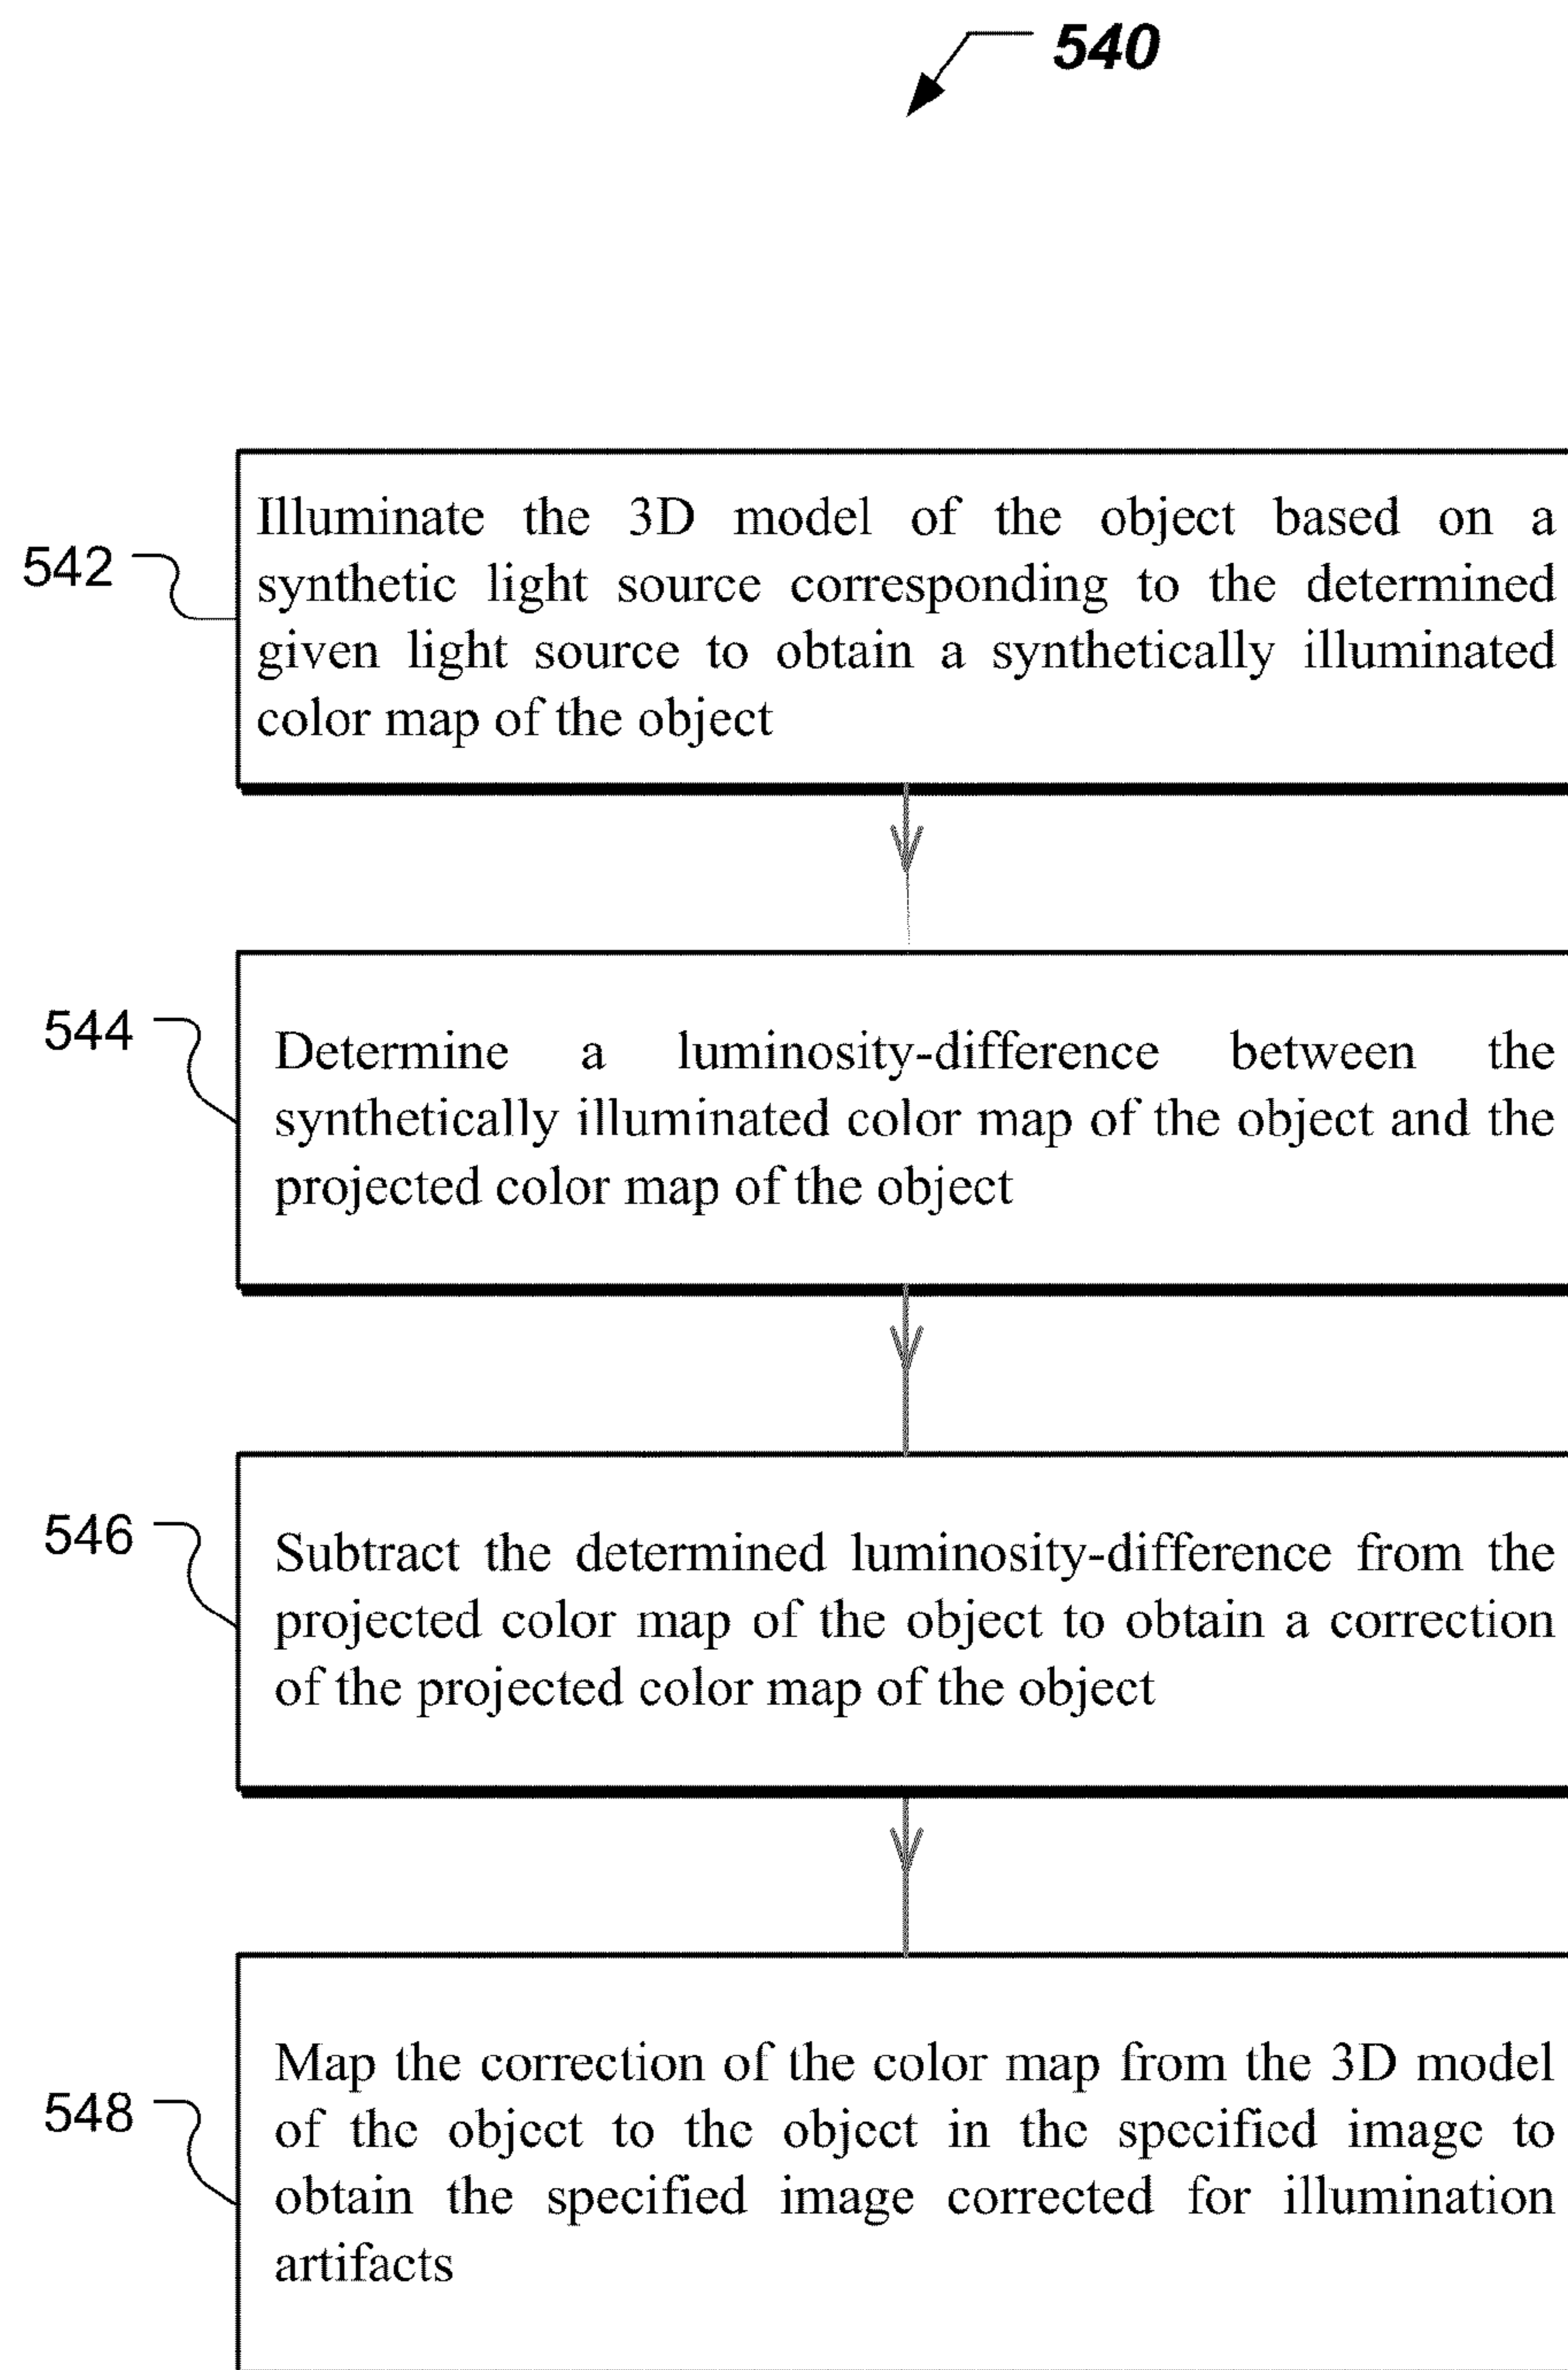 540
542
Illuminate the 3D model of the object based on a
synthetic light source corresponding to the determined
given light source to obtain a synthetically illuminated
color map of the object
544
Determine a luminosity-difference between the
synthetically illuminated color map of the object and the
projected color map of the object
546
Subtract the determined luminosity-difference from the
projected color map of the object to obtain a correction
of the projected color map of the object
548
Map the correction of the color map from the 3D model
of the object to the object in the specified image to
obtain the specified image corrected for illumination
artifacts